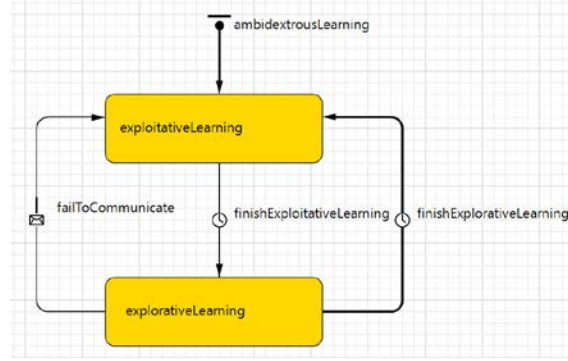 ambidextrousLearning
exploitativeLearning
failToCommunicate
finishExploitativeLearning
finishExplorativeLearning
explorativeLearning